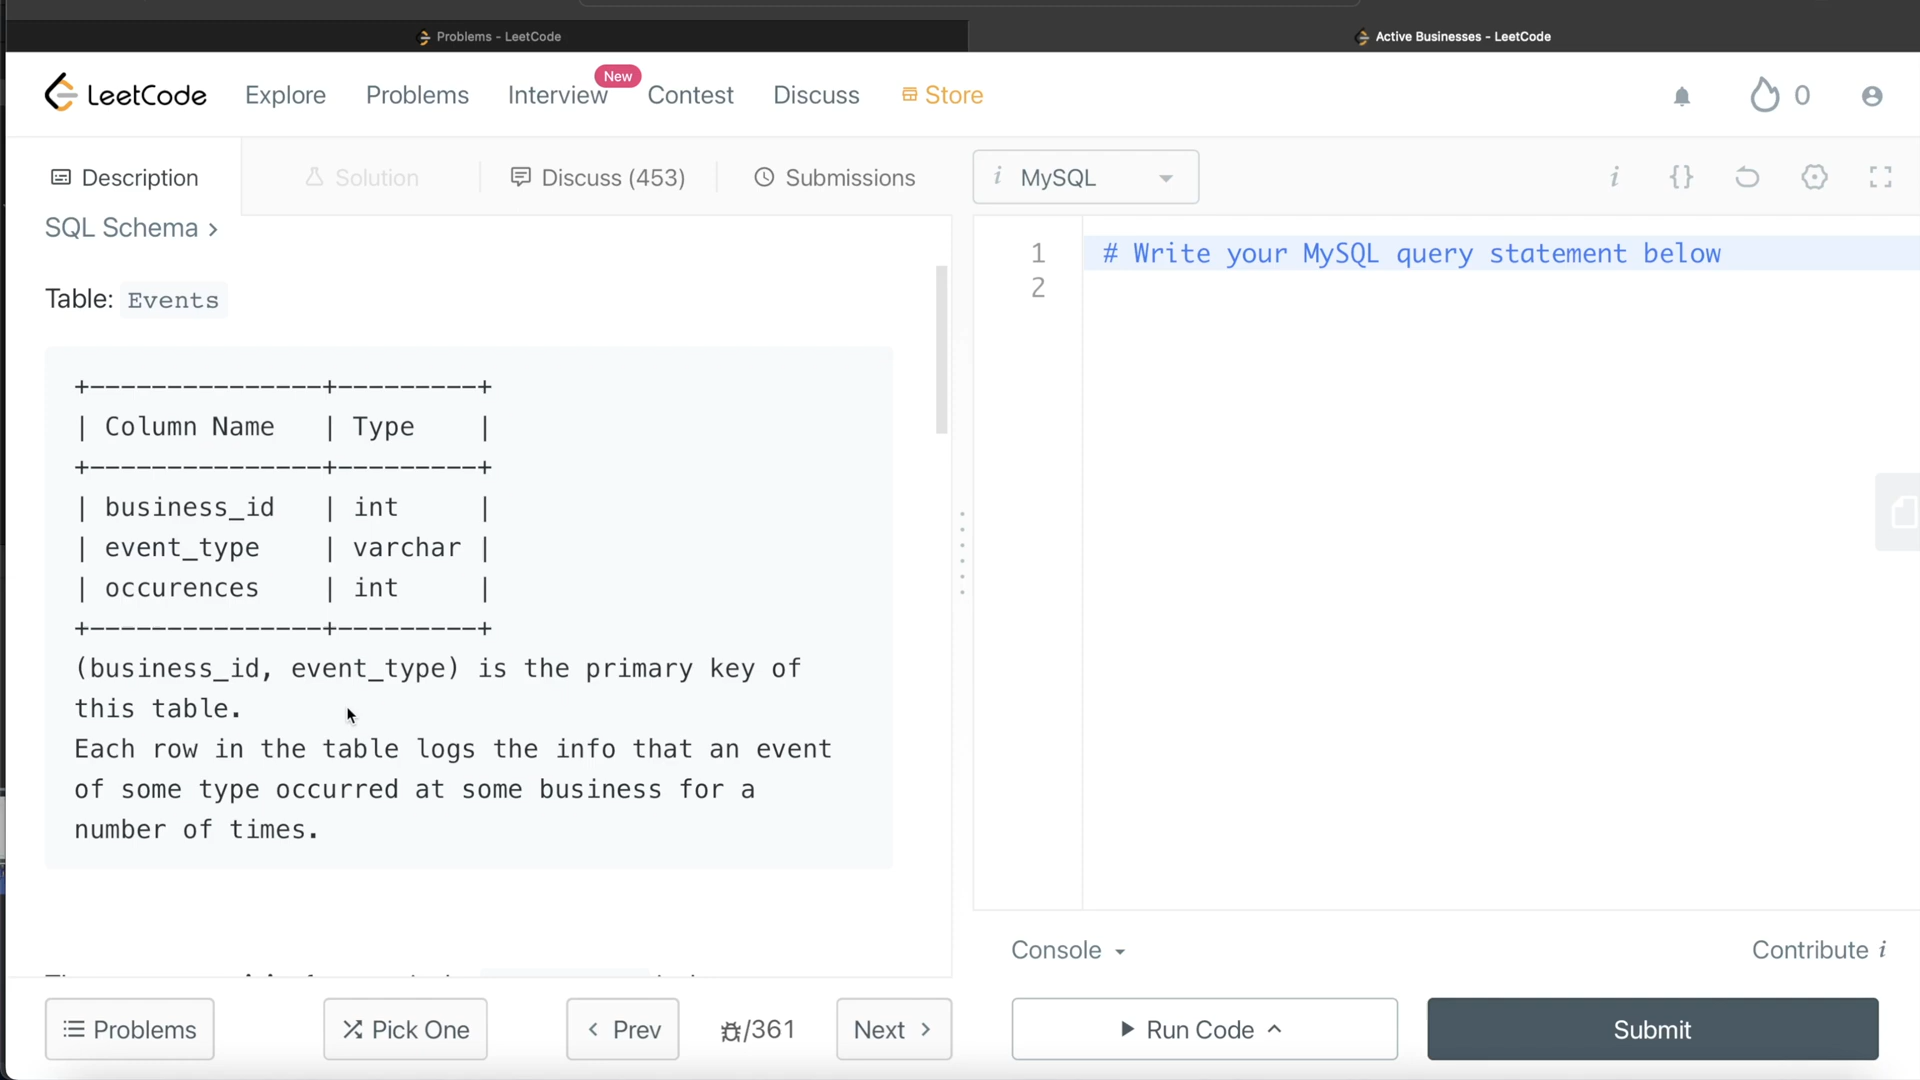 Problems - LeetCode
Active Businesses - LeetCode
LeetCode Explore Problems Interview New Contest Discuss Store 0
Description Solution Discuss (453) Submissions
i MySQL i {}
SQL Schema >
Table: Events
+---------------+---------+
| Column Name   | Type    |
+---------------+---------+
| business_id   | int     |
| event_type    | varchar |
| occurences    | int     |
+---------------+---------+
(business_id, event_type) is the primary key of
this table.
Each row in the table logs the info that an event
of some type occurred at some business for a
number of times.
1 # Write your MySQL query statement below
2
Console
Contribute i
Problems Pick One < Prev /361 Next >
Run Code Submit